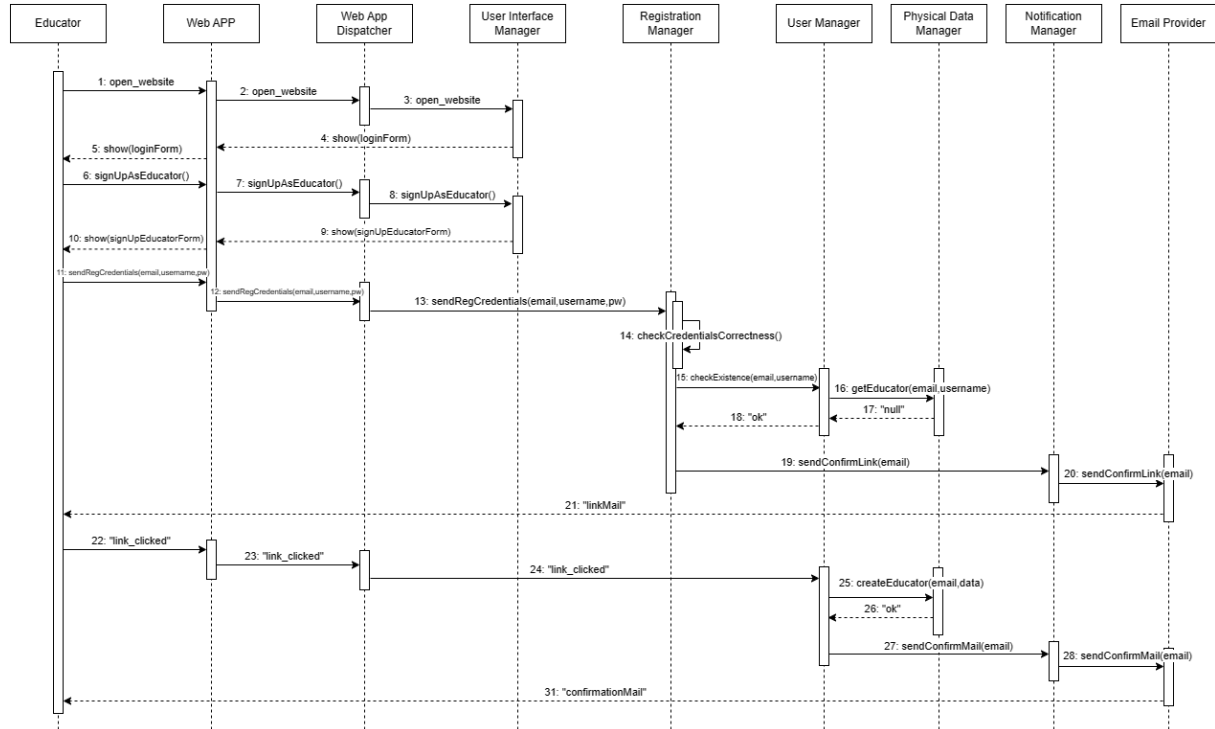 Educator
Web APP
Web App
Dispatcher
User Interface
Manager
Registration
Manager
User Manager
Physical Data
Manager
Notification
Manager
Email Provider
1: open_website
2: open_website
3: open_website
4: show(loginForm)
5: show(loginForm)
6: signUpAsEducator()
7: signUpAsEducator()
8: signUpAsEducator()
9: show(signUpEducatorForm)
10: show(signUpEducatorForm)
11: sendRegCredentials(email,username,pw)
12: sendRegCredentials(email,username,pw)
13: sendRegCredentials(email,username,pw)
14: checkCredentialsCorrectness()
15: checkExistence(email,username)
16: getEducator(email,username)
17: "null"
18: "ok"
19: sendConfirmLink(email)
20: sendConfirmLink(email)
21: "linkMail"
22: "link_clicked"
23: "link_clicked"
24: "link_clicked"
25: createEducator(email,data)
26: "ok"
27: sendConfirmMail(email)
28: sendConfirmMail(email)
31: "confirmationMail"